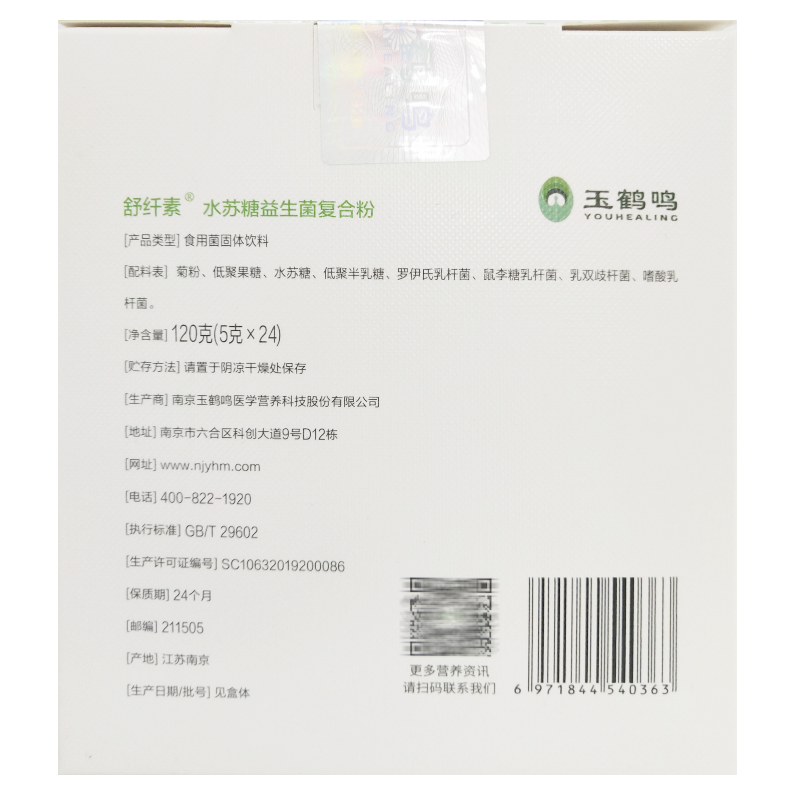 玉鹤鸣
YOUHEALING
舒纤素® 水苏糖益生菌复合粉
[产品类型] 食用菌固体饮料
[配料表] 菊粉、低聚果糖、水苏糖、低聚半乳糖、罗伊氏乳杆菌、鼠李糖乳杆菌、乳双歧杆菌、嗜酸乳
杆菌。
[净含量] 120克(5克×24)
[贮存方法] 请置于阴凉干燥处保存
[生产商] 南京玉鹤鸣医学营养科技股份有限公司
[地址] 南京市六合区科创大道9号D12栋
[网址] www.njyhm.com
[电话] 400-822-1920
[执行标准] GB/T 29602
[生产许可证编号] SC10632019200086
[保质期] 24个月
[邮编] 211505
[产地] 江苏南京
[生产日期/批号] 见盒体
更多营养资讯
请扫码联系我们
6 971844 540363